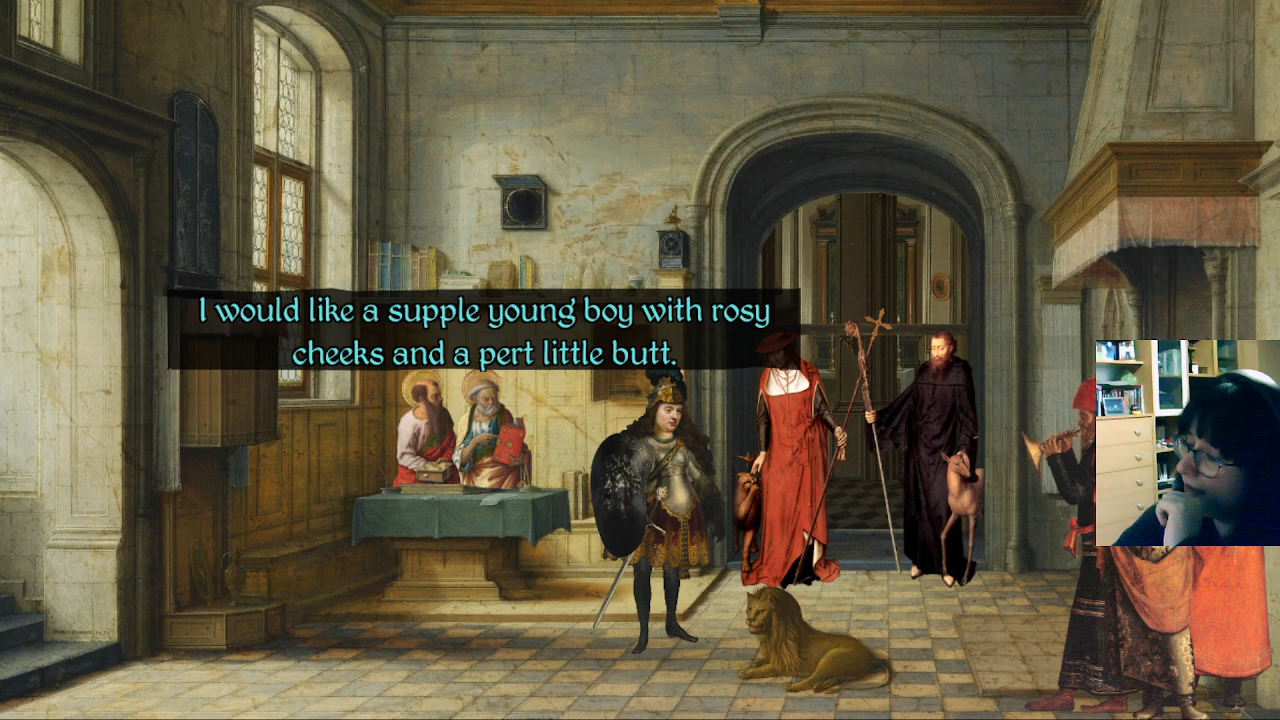 I would like a supple young boy with rosy
cheeks and a pert little butt.